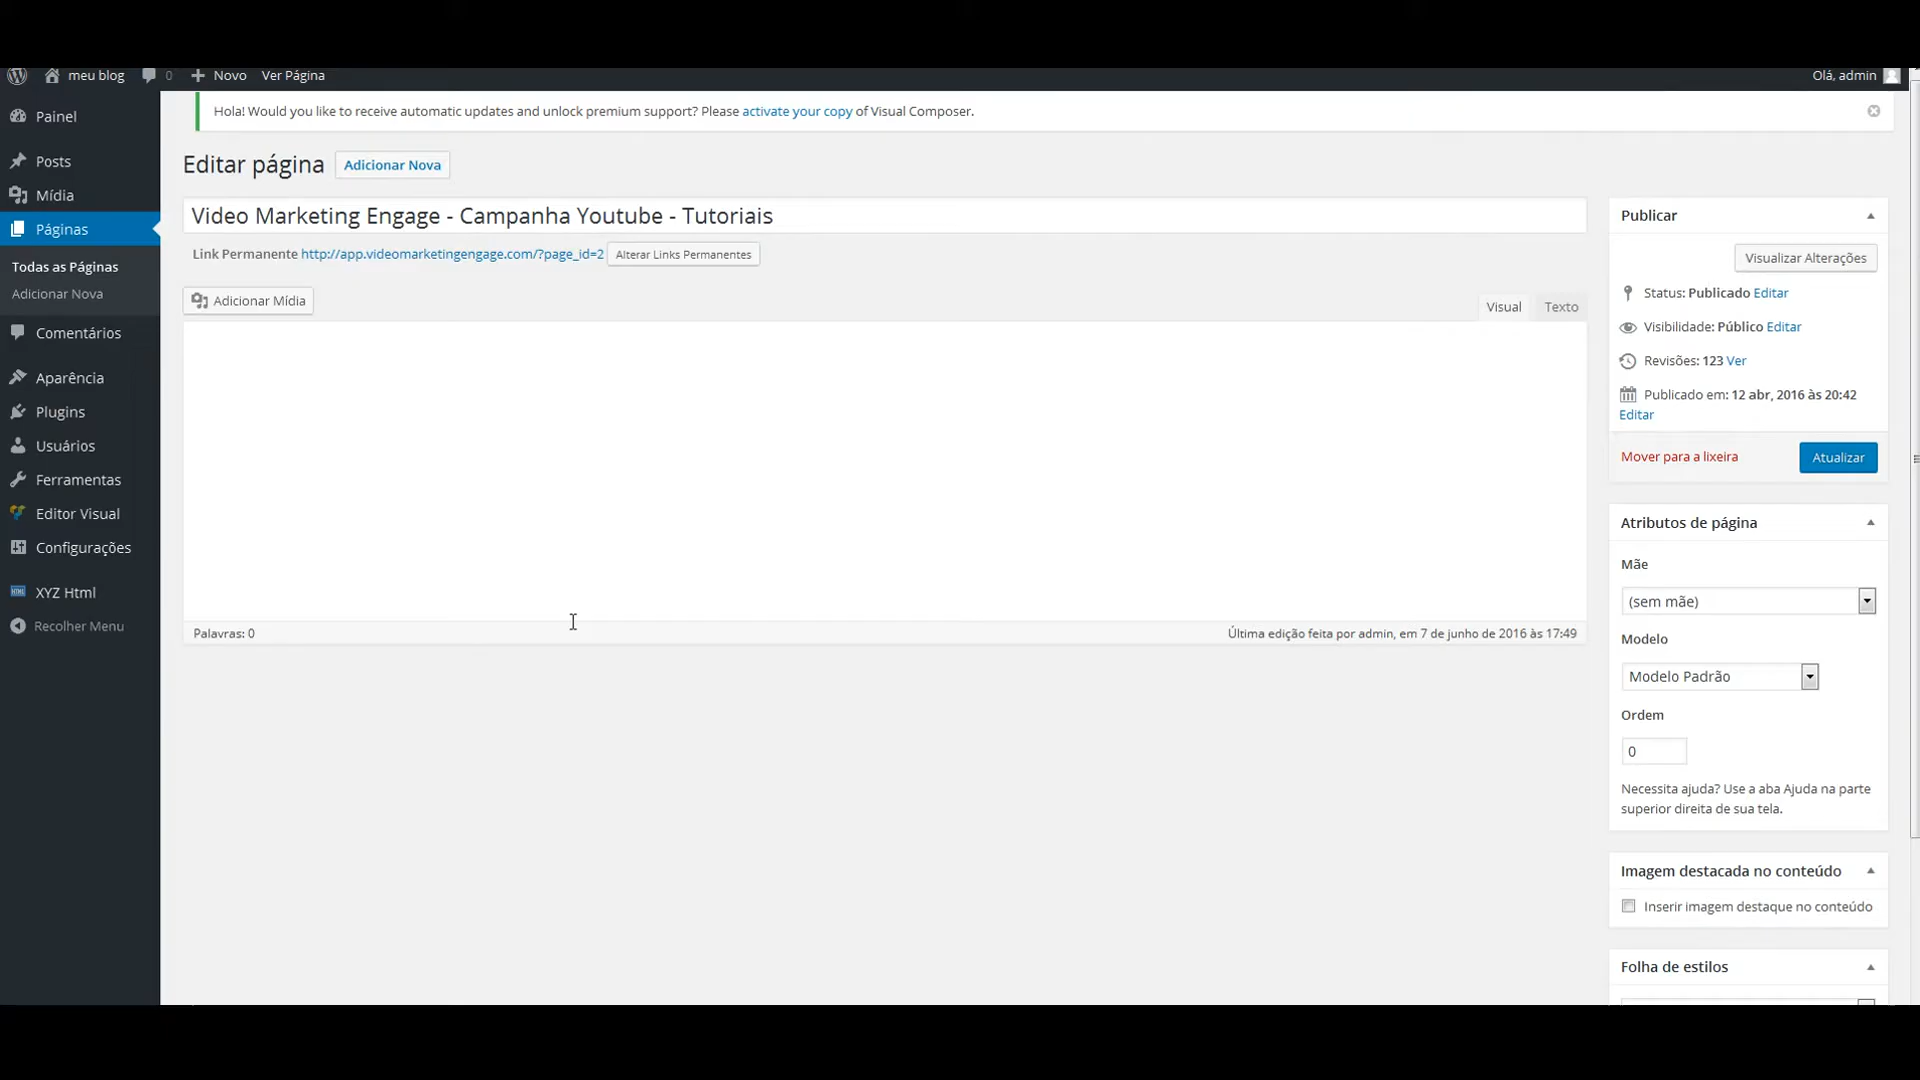 meu blog 0 Novo Ver Página Olá, admin
Painel
Posts
Mídia
Páginas
Todas as Páginas
Adicionar Nova
Comentários
Aparência
Plugins
Usuários
Ferramentas
Editor Visual
Configurações
XYZ Html
Recolher Menu
Hola! Would you like to receive automatic updates and unlock premium support? Please activate your copy of Visual Composer.
Editar página Adicionar Nova
Video Marketing Engage - Campanha Youtube - Tutoriais
Link Permanente http://app.videomarketingengage.com/?page_id=2 Alterar Links Permanentes
Adicionar Mídia
Visual Texto
Palavras: 0 Última edição feita por admin, em 7 de junho de 2016 às 17:49
Publicar
Visualizar Alterações
Status: Publicado Editar
Visibilidade: Público Editar
Revisões: 123 Ver
Publicado em: 12 abr, 2016 às 20:42
Editar
Mover para a lixeira Atualizar
Atributos de página
Mãe
(sem mãe)
Modelo
Modelo Padrão
Ordem
0
Necessita ajuda? Use a aba Ajuda na parte
superior direita de sua tela.
Imagem destacada no conteúdo
Inserir imagem destaque no conteúdo
Folha de estilos